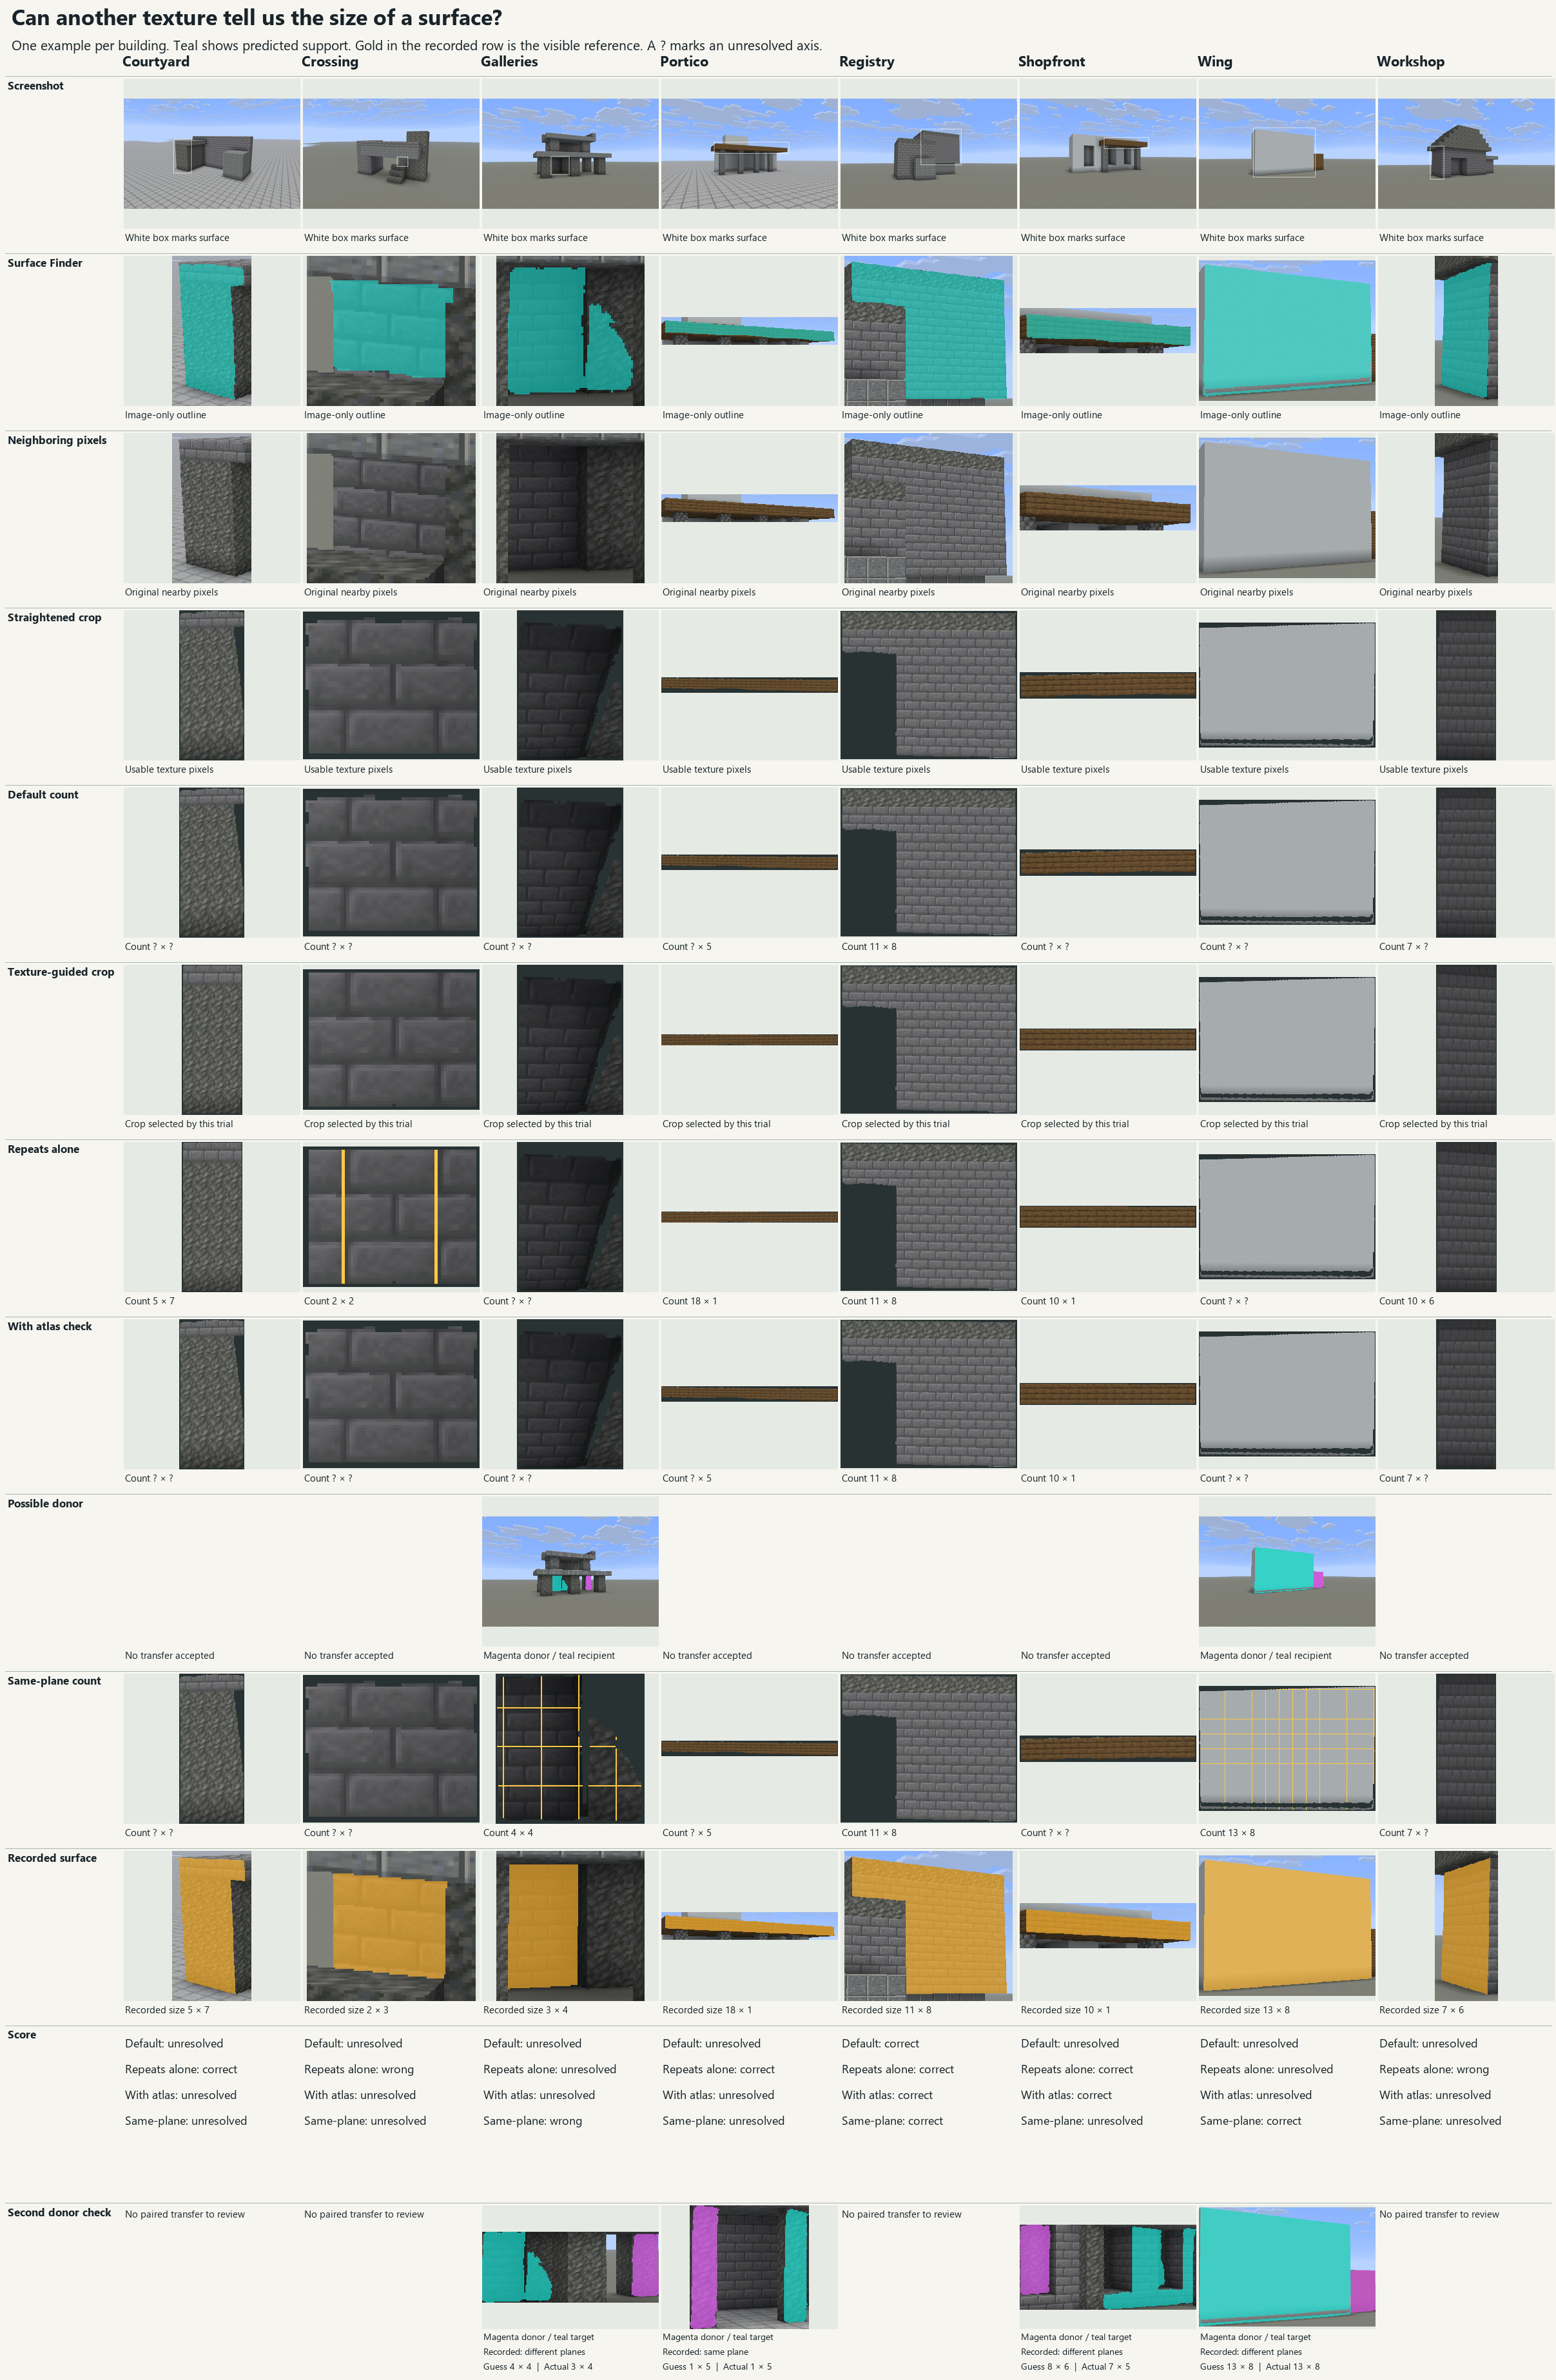 Can another texture tell us the size of a surface?
One example per building. Teal shows predicted support. Gold in the recorded row is the visible reference. A ? marks an unresolved axis.
Courtyard Crossing Galleries Portico Registry Shopfront Wing Workshop
Screenshot
White box marks surface White box marks surface White box marks surface White box marks surface White box marks surface White box marks surface White box marks surface White box marks surface
Surface Finder
Image-only outline Image-only outline Image-only outline Image-only outline Image-only outline Image-only outline Image-only outline Image-only outline
Neighboring pixels
Original nearby pixels Original nearby pixels Original nearby pixels Original nearby pixels Original nearby pixels Original nearby pixels Original nearby pixels Original nearby pixels
Straightened crop
Usable texture pixels Usable texture pixels Usable texture pixels Usable texture pixels Usable texture pixels Usable texture pixels Usable texture pixels Usable texture pixels
Default count
Count ? × ? Count ? × ? Count ? × ? Count ? × 5 Count 11 × 8 Count ? × ? Count ? × ? Count 7 × ?
Texture-guided crop
Crop selected by this trial Crop selected by this trial Crop selected by this trial Crop selected by this trial Crop selected by this trial Crop selected by this trial Crop selected by this trial Crop selected by this trial
Repeats alone
Count 5 × 7 Count 2 × 2 Count ? × ? Count 18 × 1 Count 11 × 8 Count 10 × 1 Count ? × ? Count 10 × 6
With atlas check
Count ? × ? Count ? × ? Count ? × ? Count ? × 5 Count 11 × 8 Count 10 × 1 Count ? × ? Count 7 × ?
Possible donor
No transfer accepted No transfer accepted Magenta donor / teal recipient No transfer accepted No transfer accepted No transfer accepted Magenta donor / teal recipient No transfer accepted
Same-plane count
Count ? × ? Count ? × ? Count 4 × 4 Count ? × 5 Count 11 × 8 Count ? × ? Count 13 × 8 Count 7 × ?
Recorded surface
Recorded size 5 × 7 Recorded size 2 × 3 Recorded size 3 × 4 Recorded size 18 × 1 Recorded size 11 × 8 Recorded size 10 × 1 Recorded size 13 × 8 Recorded size 7 × 6
Score
Default: unresolved Default: unresolved Default: unresolved Default: unresolved Default: correct Default: unresolved Default: unresolved Default: unresolved
Repeats alone: correct Repeats alone: wrong Repeats alone: unresolved Repeats alone: correct Repeats alone: correct Repeats alone: correct Repeats alone: unresolved Repeats alone: wrong
With atlas: unresolved With atlas: unresolved With atlas: unresolved With atlas: unresolved With atlas: correct With atlas: correct With atlas: unresolved With atlas: unresolved
Same-plane: unresolved Same-plane: unresolved Same-plane: wrong Same-plane: unresolved Same-plane: correct Same-plane: unresolved Same-plane: correct Same-plane: unresolved
Second donor check
No paired transfer to review No paired transfer to review No paired transfer to review No paired transfer to review
Magenta donor / teal target Magenta donor / teal target Magenta donor / teal target Magenta donor / teal target
Recorded: different planes Recorded: same plane Recorded: different planes Recorded: different planes
Guess 4 × 4 | Actual 3 × 4 Guess 1 × 5 | Actual 1 × 5 Guess 8 × 6 | Actual 7 × 5 Guess 13 × 8 | Actual 13 × 8